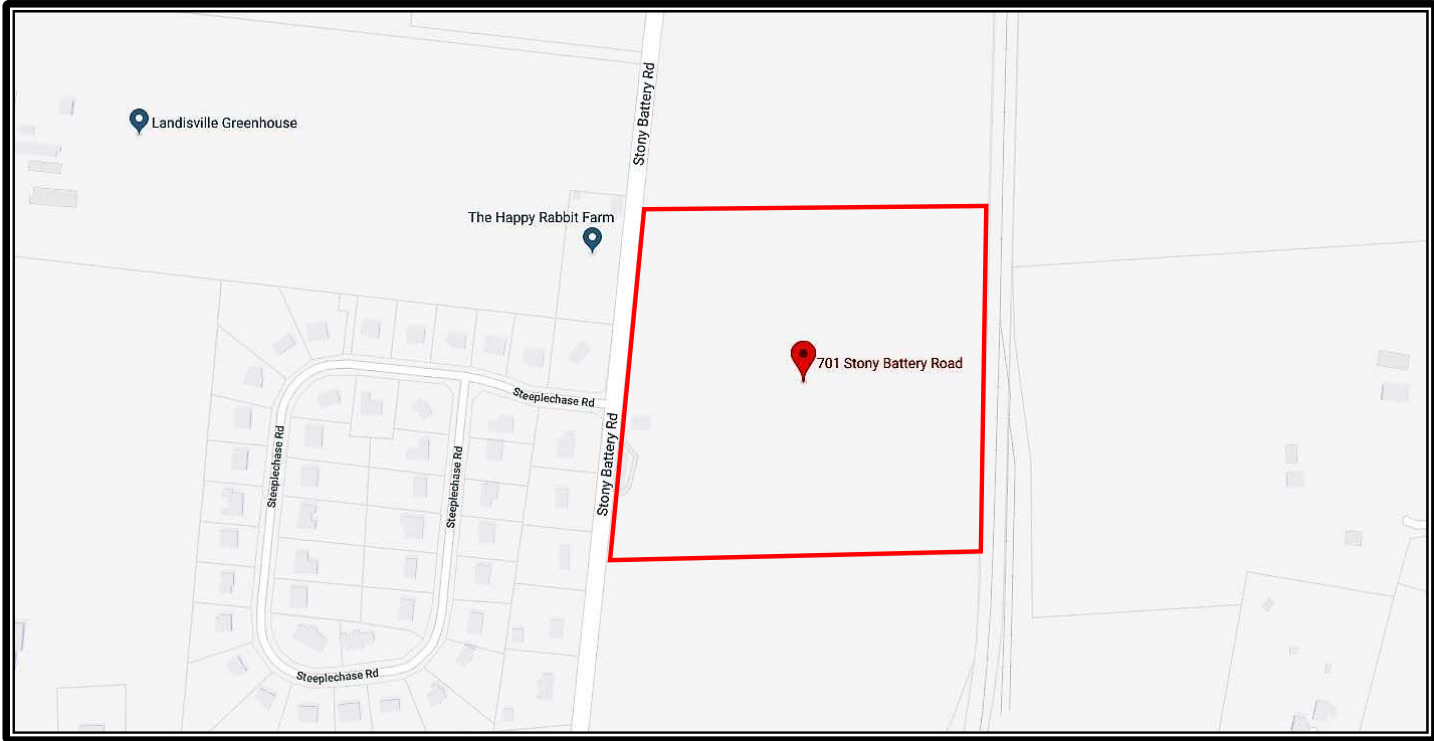 Stony Battery Rd
Landisville Greenhouse
The Happy Rabbit Farm
701 Stony Battery Road
Steeplechase Rd
Stony Battery Rd
Steeplechase Rd
Steeplechase Rd
Steeplechase Rd